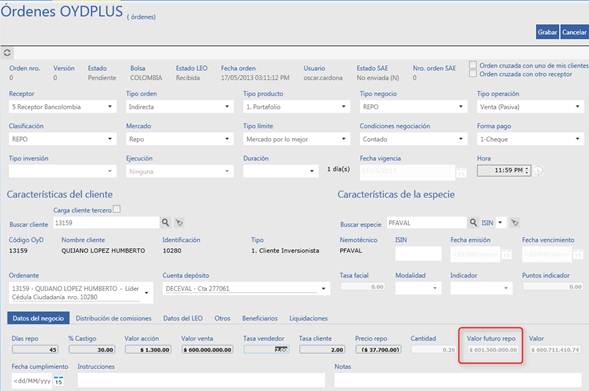 Órdenes OYDPLUS ( órdenes)
Grabar Cancelar
Orden nro. Versión Estado Bolsa Estado LEO Fecha orden Usuario Estado SAE Nro. orden SAE Orden cruzada con uno de mis clientes
0 0 Pendiente COLOMBIA Recibida 17/05/2013 03:11:12 PM oscar.cardona No enviada (N) 0 Orden cruzada con otro receptor
Receptor Tipo orden Tipo producto Tipo negocio Tipo operación
5 Receptor Bancolombia Indirecta 1. Portafolio REPO Venta (Pasiva)
Clasificación Mercado Tipo límite Condiciones negociación Forma pago
REPO Repo Mercado por lo mejor Contado 1-Cheque
Tipo inversión Ejecución Duración Fecha vigencia Hora
Ninguna 1 día(s) 11:59 PM
Características del cliente Características de la especie
Carga cliente tercero
Buscar cliente 13159 Buscar especie PFAVAL ISIN
Código OyD Nombre cliente Identificación Tipo Nemotécnico ISIN Fecha emisión Fecha vencimiento
13159 QUIJANO LOPEZ HUMBERTO 10280 1. Cliente Inversionista PFAVAL
Ordenante Cuenta depósito Tasa facial Modalidad Indicador Puntos indicador
13159 - QUIJANO LOPEZ HUMBERTO - Lider DECEVAL - Cta 277061 0.00 0.00
Cédula Ciudadanía nro. 10280
Datos del negocio Distribución de comisiones Datos del LEO Otros Beneficiarios Liquidaciones
Días repo % Castigo Valor acción Valor venta Tasa vendedor Tasa cliente Precio repo Cantidad Valor futuro repo Valor
45 30.00 $ 1.300.00 $ 600.000.000.00 2.00 ($ 37.700.00) 0.20 $ 601.500.000.00 $ 600.711.410.74
Fecha cumplimiento Instrucciones Notas
<dd/MM/yyy 15